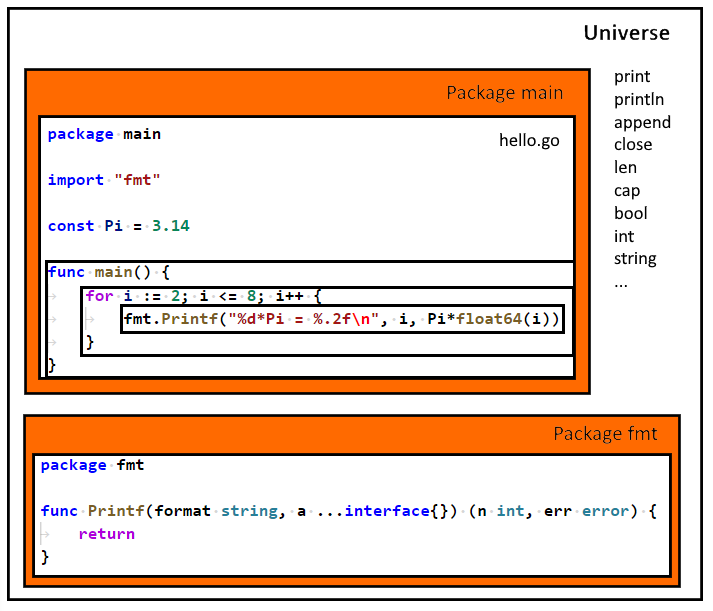 Universe
print
println
append
close
len
cap
bool
int
string
...
Package main
hello.go
package main
import "fmt"
const Pi = 3.14
func main() {
for i := 2; i <= 8; i++ {
fmt.Printf("%d*Pi = %.2f\n", i, Pi*float64(i))
}
}
Package fmt
package fmt
func Printf(format string, a ...interface{}) (n int, err error) {
return
}